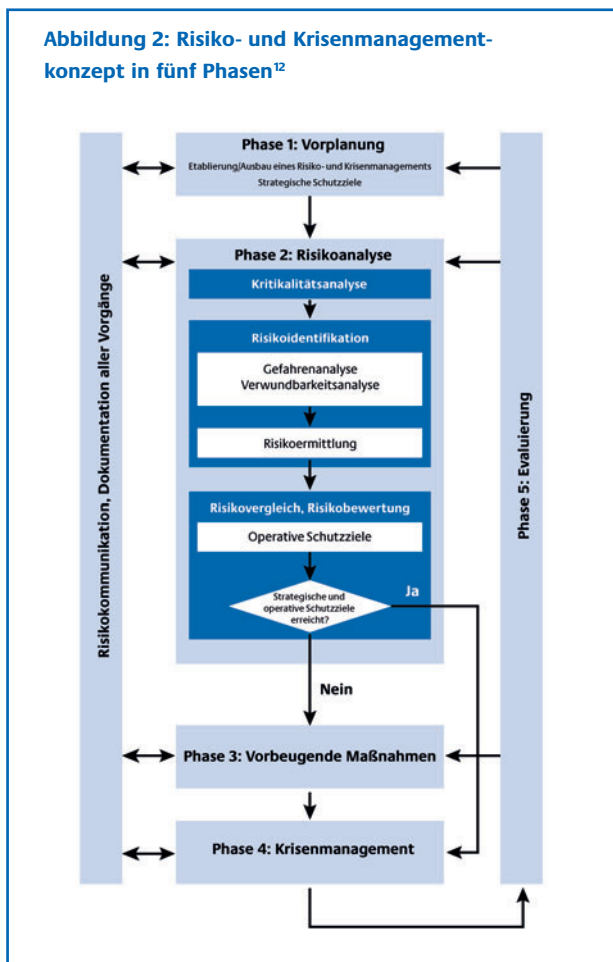 Abbildung 2: Risiko- und Krisenmanagement-
konzept in fünf Phasen¹²
Risikokommunikation, Dokumentation aller Vorgänge
Phase 1: Vorplanung
Etablierung/Ausbau eines Risiko- und Krisenmanagements
Strategische Schutzziele
Phase 2: Risikoanalyse
Kritikalitätsanalyse
Risikoidentifikation
Gefahrenanalyse
Verwundbarkeitsanalyse
Risikoermittlung
Risikovergleich, Risikobewertung
Operative Schutzziele
Strategische und
operative Schutzziele
erreicht?
Ja
Nein
Phase 3: Vorbeugende Maßnahmen
Phase 4: Krisenmanagement
Phase 5: Evaluierung